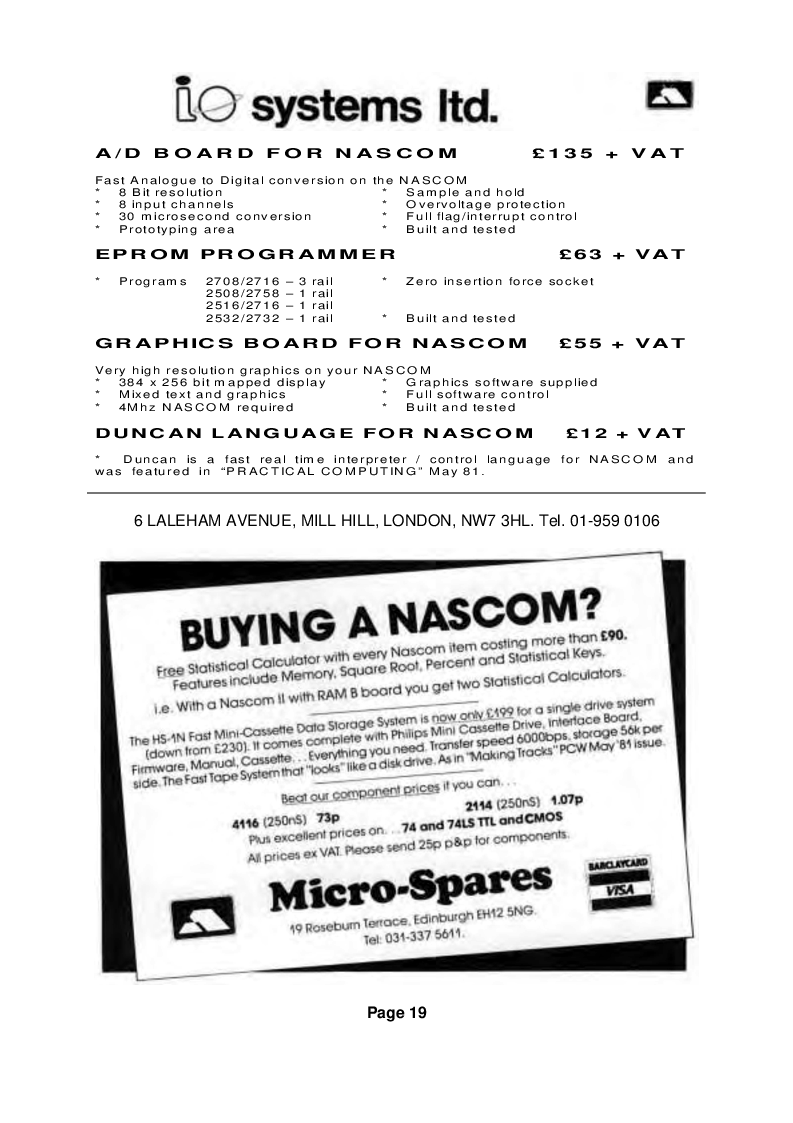 io systems ltd.
A/D BOARD FOR NASCOM £135 + VAT
Fast Analogue to Digital conversion on the NASCOM
* 8 Bit resolution * Sample and hold
* 8 input channels * Overvoltage protection
* 30 microsecond conversion * Full flag/interrupt control
* Prototyping area * Built and tested
EPROM PROGRAMMER £63 + VAT
* Programs 2708/2716 – 3 rail * Zero insertion force socket
2508/2758 – 1 rail
2516/2716 – 1 rail
2532/2732 – 1 rail * Built and tested
GRAPHICS BOARD FOR NASCOM £55 + VAT
Very high resolution graphics on your NASCOM
* 384 x 256 bit mapped display * Graphics software supplied
* Mixed text and graphics * Full software control
* 4Mhz NASCOM required * Built and tested
DUNCAN LANGUAGE FOR NASCOM £12 + VAT
* Duncan is a fast real time interpreter / control language for NASCOM and
was featured in “PRACTICAL COMPUTING” May 81.
6 LALEHAM AVENUE, MILL HILL, LONDON, NW7 3HL. Tel. 01-959 0106
BUYING A NASCOM?
Free Statistical Calculator with every Nascom item costing more than £90.
Features include Memory, Square Root, Percent and Statistical Keys.
i.e. With a Nascom II with RAM B board you get two Statistical Calculators.
The HS-1N Fast Mini-Cassette Data Storage System is now only £199 for a single drive system
(down from £230). It comes complete with Philips Mini Cassette Drive, Interface Board,
Firmware, Manual, Cassette. . . Everything you need. Transfer speed 6000bps, storage 56k per
side. The Fast Tape System that "looks" like a disk drive. As in "Making Tracks" PCW May '81 issue.
Beat our component prices if you can. . .
4116 (250nS) 73p 2114 (250nS) 1.07p
Plus excellent prices on. . . 74 and 74LS TTL and CMOS
All prices ex VAT. Please send 25p p&p for components.
Micro-Spares
BARCLAYCARD
VISA
19 Roseburn Terrace, Edinburgh EH12 5NG.
Tel: 031-337 5611.
Page 19